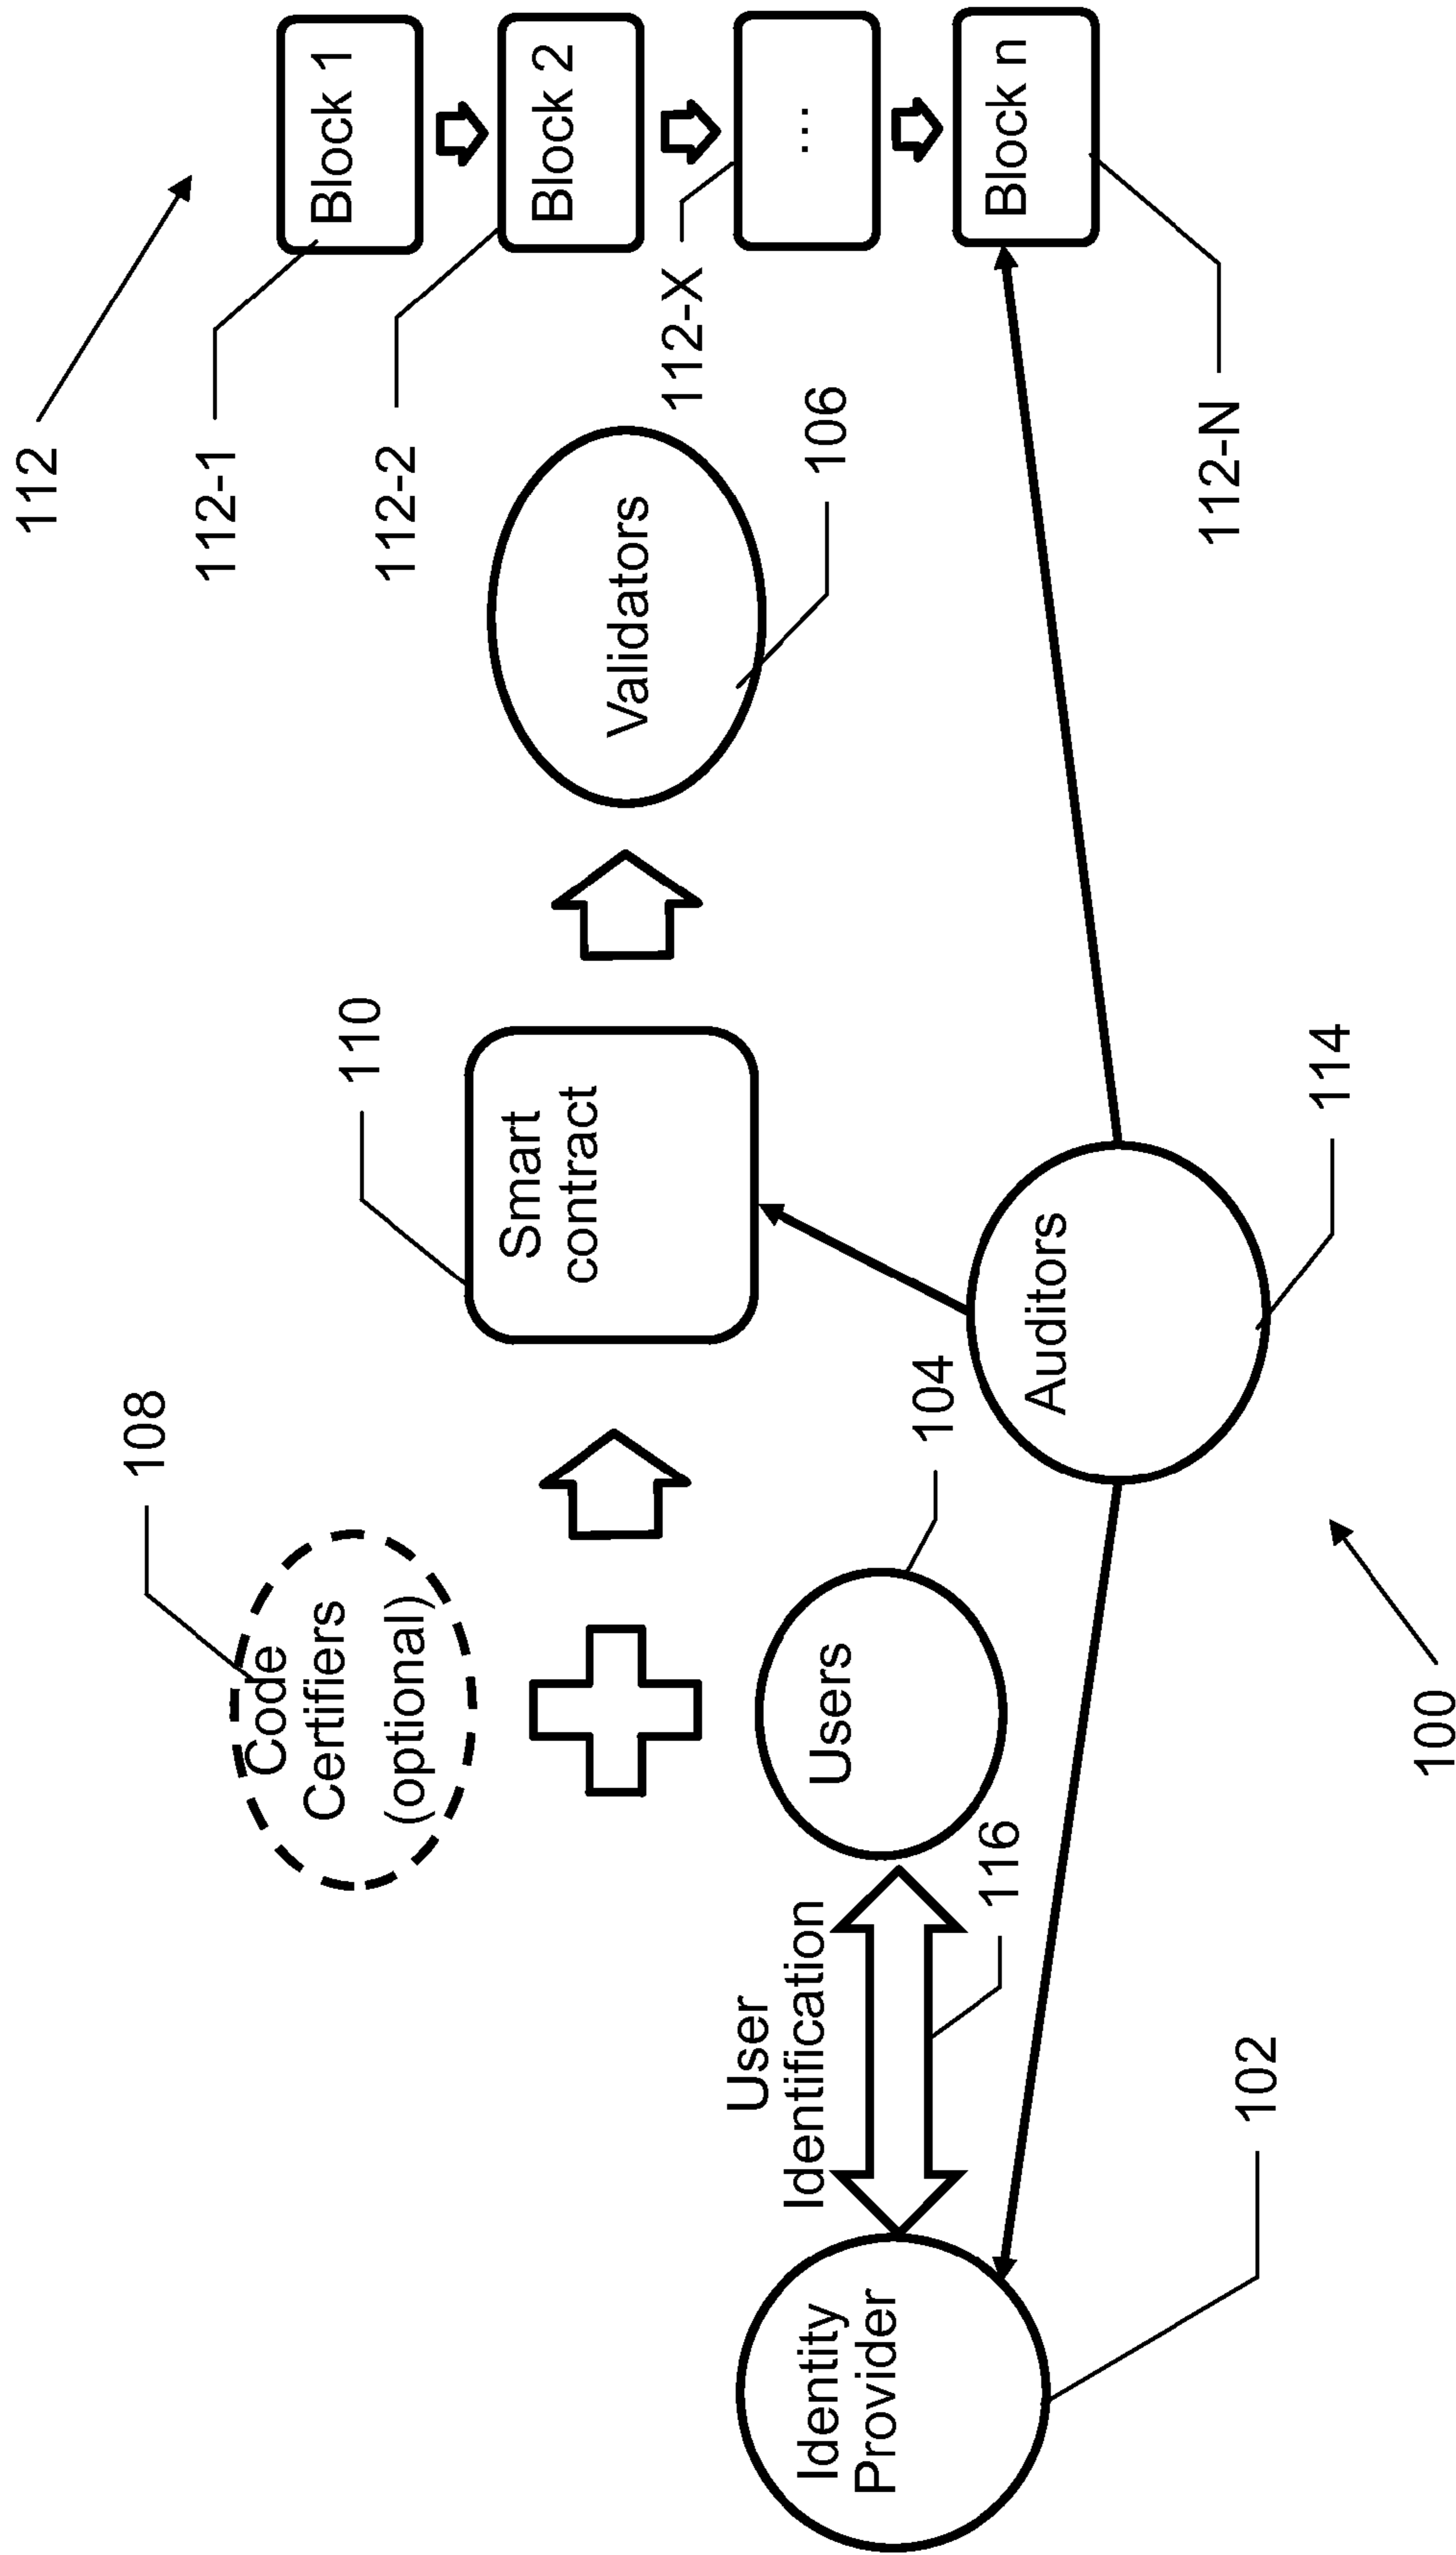 112
112-1
Block 1
112-2
Block 2
112-X
...
112-N
Block n
108
Code
Certifiers
(optional)
110
Smart
contract
Validators
106
User
Identification
116
Users
104
Identity
Provider
102
Auditors
114
100